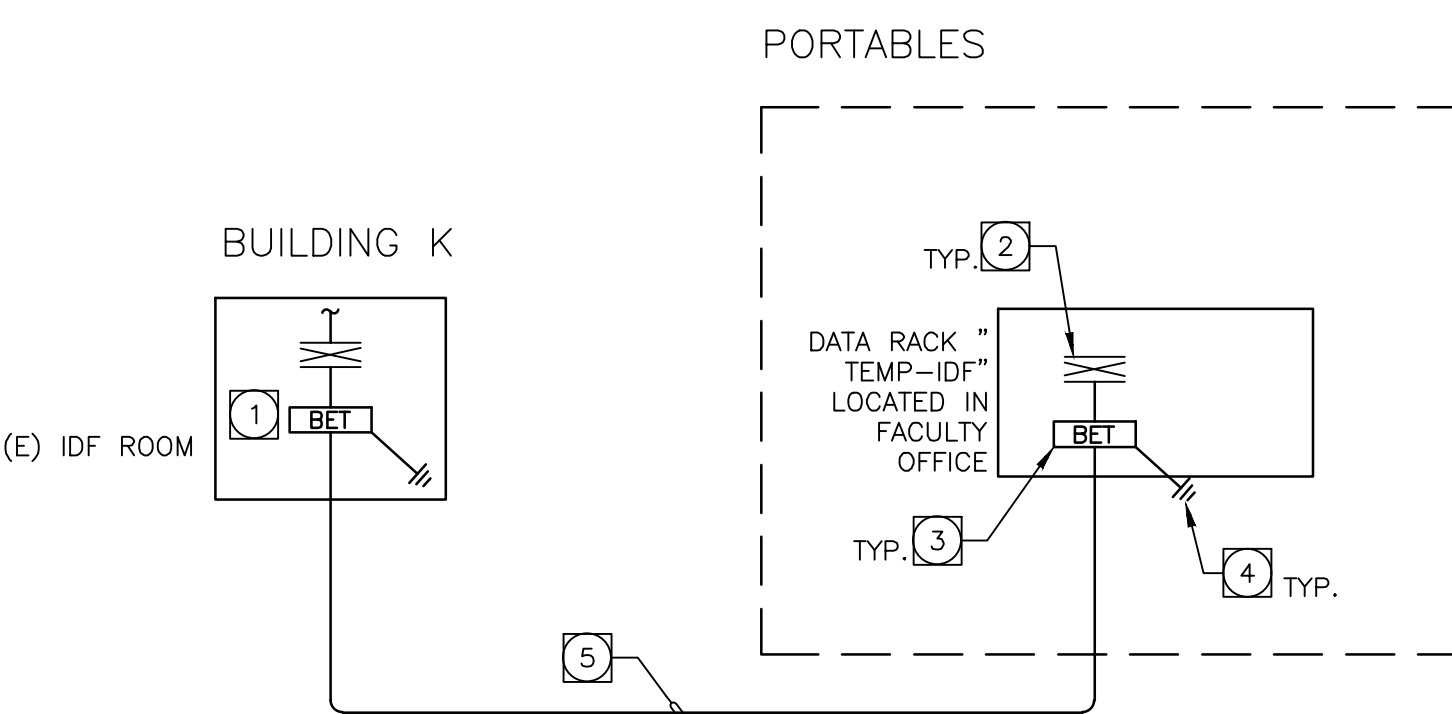 PORTABLES
BUILDING K
TYP. 2
DATA RACK "
TEMP-IDF"
LOCATED IN
FACULTY
OFFICE
1
BET
BET
(E) IDF ROOM
TYP. 3
4 TYP.
5